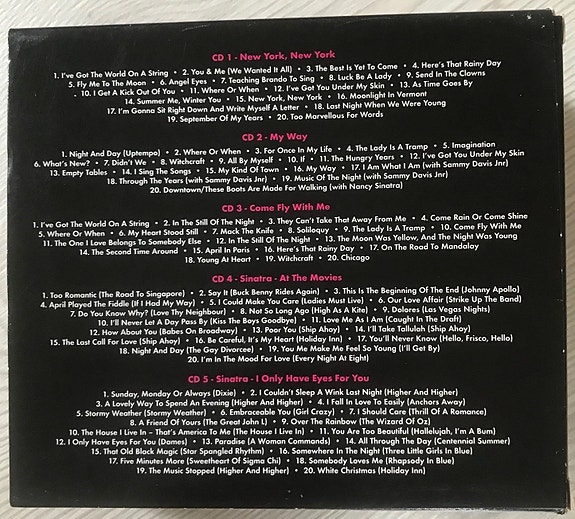 CD 1 - New York, New York
1. I've Got The World On A String • 2. You & Me (We Wanted It All) • 3. The Best Is Yet To Come • 4. Here's That Rainy Day
5. Fly Me To The Moon • 6. Angel Eyes • 7. Teaching Brando To Sing • 8. Luck Be A Lady • 9. Send In The Clowns
10. I Get A Kick Out Of You • 11. Where Or When • 12. I've Got You Under My Skin • 13. As Time Goes By
14. Summer Me, Winter You • 15. New York, New York • 16. Moonlight In Vermont
17. I'm Gonna Sit Right Down And Write Myself A Letter • 18. Last Night When We Were Young
19. September Of My Years • 20. Too Marvellous For Words
CD 2 - My Way
1. Night And Day (Uptempo) • 2. Where Or When • 3. For Once In My Life • 4. The Lady Is A Tramp • 5. Imagination
6. What's New? • 7. Didn't We • 8. Witchcraft • 9. All By Myself • 10. If • 11. The Hungry Years • 12. I've Got You Under My Skin
13. Empty Tables • 14. I Sing The Songs • 15. My Kind Of Town • 16. My Way • 17. I Am What I Am (with Sammy Davis Jnr)
18. Through The Years (with Sammy Davis Jnr) • 19. Music Of The Night (with Sammy Davis Jnr)
20. Downtown/These Boots Are Made For Walking (with Nancy Sinatra)
CD 3 - Come Fly With Me
1. I've Got The World On A String • 2. In The Still Of The Night • 3. They Can't Take That Away From Me • 4. Come Rain Or Come Shine
5. Where Or When • 6. My Heart Stood Still • 7. Mack The Knife • 8. Soliloquy • 9. The Lady Is A Tramp • 10. Come Fly With Me
11. The One I Love Belongs To Somebody Else • 12. In The Still Of The Night • 13. The Moon Was Yellow, And The Night Was Young
14. The Second Time Around • 15. April In Paris • 16. Here's That Rainy Day • 17. On The Road To Mandalay
18. Young At Heart • 19. Witchcraft • 20. Chicago
CD 4 - Sinatra - At The Movies
1. Too Romantic (The Road To Singapore) • 2. Say It (Buck Benny Rides Again) • 3. This Is The Beginning Of The End (Johnny Apollo)
4. April Played The Fiddle (If I Had My Way) • 5. I Could Make You Care (Ladies Must Live) • 6. Our Love Affair (Strike Up The Band)
7. Do You Know Why? (Love Thy Neighbour) • 8. Not So Long Ago (High As A Kite) • 9. Dolores (Las Vegas Nights)
10. I'll Never Let A Day Pass By (Kiss The Boys Goodbye) • 11. Love Me As I Am (Caught In The Draft)
12. How About You (Babes On Broadway) • 13. Poor You (Ship Ahoy) • 14. I'll Take Tallulah (Ship Ahoy)
15. The Last Call For Love (Ship Ahoy) • 16. Be Careful, It's My Heart (Holiday Inn) • 17. You'll Never Know (Hello, Frisco, Hello)
18. Night And Day (The Gay Divorcee) • 19. You Me Make Me Feel So Young (I'll Get By)
20. I'm In The Mood For Love (Every Night At Eight)
CD 5 - Sinatra - I Only Have Eyes For You
1. Sunday, Monday Or Always (Dixie) • 2. I Couldn't Sleep A Wink Last Night (Higher And Higher)
3. A Lovely Way To Spend An Evening (Higher And Higher) • 4. I Fall In Love To Easily (Anchors Away)
5. Stormy Weather (Stormy Weather) • 6. Embraceable You (Girl Crazy) • 7. I Should Care (Thrill Of A Romance)
8. A Friend Of Yours (The Great John L) • 9. Over The Rainbow (The Wizard Of Oz)
10. The House I Live In - That's America To Me (The House I Live In) • 11. You Are Too Beautiful (Hallelujah, I'm A Bum)
12. I Only Have Eyes For You (Dames) • 13. Paradise (A Woman Commands) • 14. All Through The Day (Centennial Summer)
15. That Old Black Magic (Star Spangled Rhythm) • 16. Somewhere In The Night (Three Little Girls In Blue)
17. Five Minutes More (Sweetheart Of Sigma Chi) • 18. Somebody Loves Me (Rhapsody In Blue)
19. The Music Stopped (Higher And Higher) • 20. White Christmas (Holiday Inn)